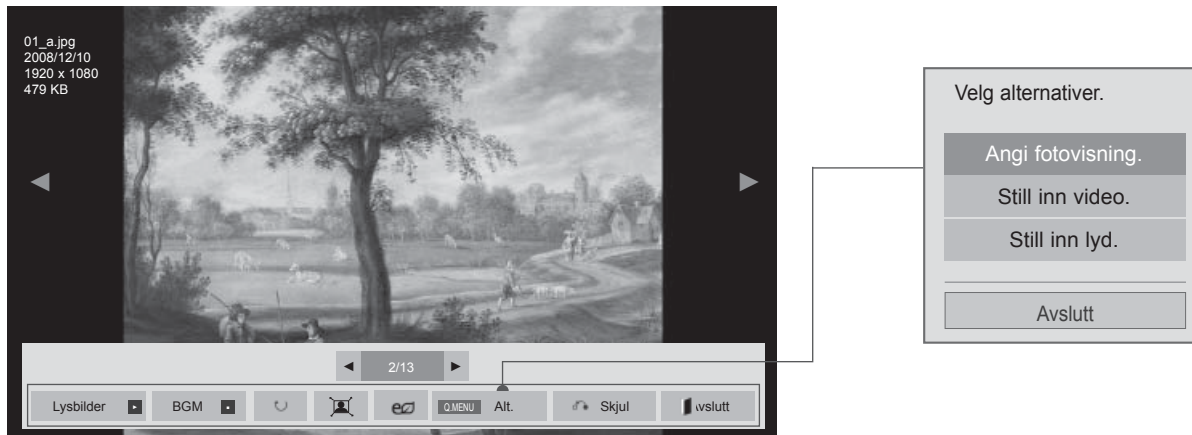 01_a.jpg
2008/12/10
1920 x 1080
479 KB
Velg alternativer.
Angi fotovisning.
Still inn video.
Still inn lyd.
Avslutt
2/13
Lysbilder BGM Q.MENU Alt. Skjul vslutt